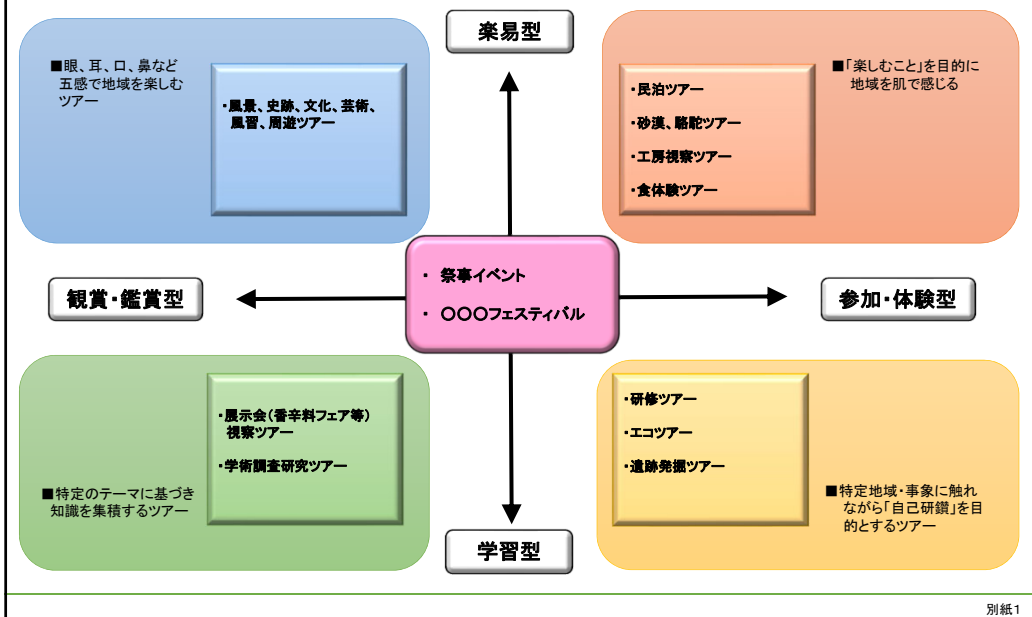 楽易型
■眼、耳、口、鼻など
五感で地域を楽しむ
ツアー
・風景、史跡、文化、芸術、
風習、周遊ツアー
・民泊ツアー
・砂漠、駱駝ツアー
・工房視察ツアー
・食体験ツアー
■「楽しむこと」を目的に
地域を肌で感じる
観賞・鑑賞型
・ 祭事イベント
・ 〇〇〇フェスティバル
参加・体験型
・展示会(香辛料フェア等)
視察ツアー
・学術調査研究ツアー
■特定のテーマに基づき
知識を集積するツアー
・研修ツアー
・エコツアー
・遺跡発掘ツアー
■特定地域・事象に触れ
ながら「自己研鑽」を目
的とするツアー
学習型
別紙1